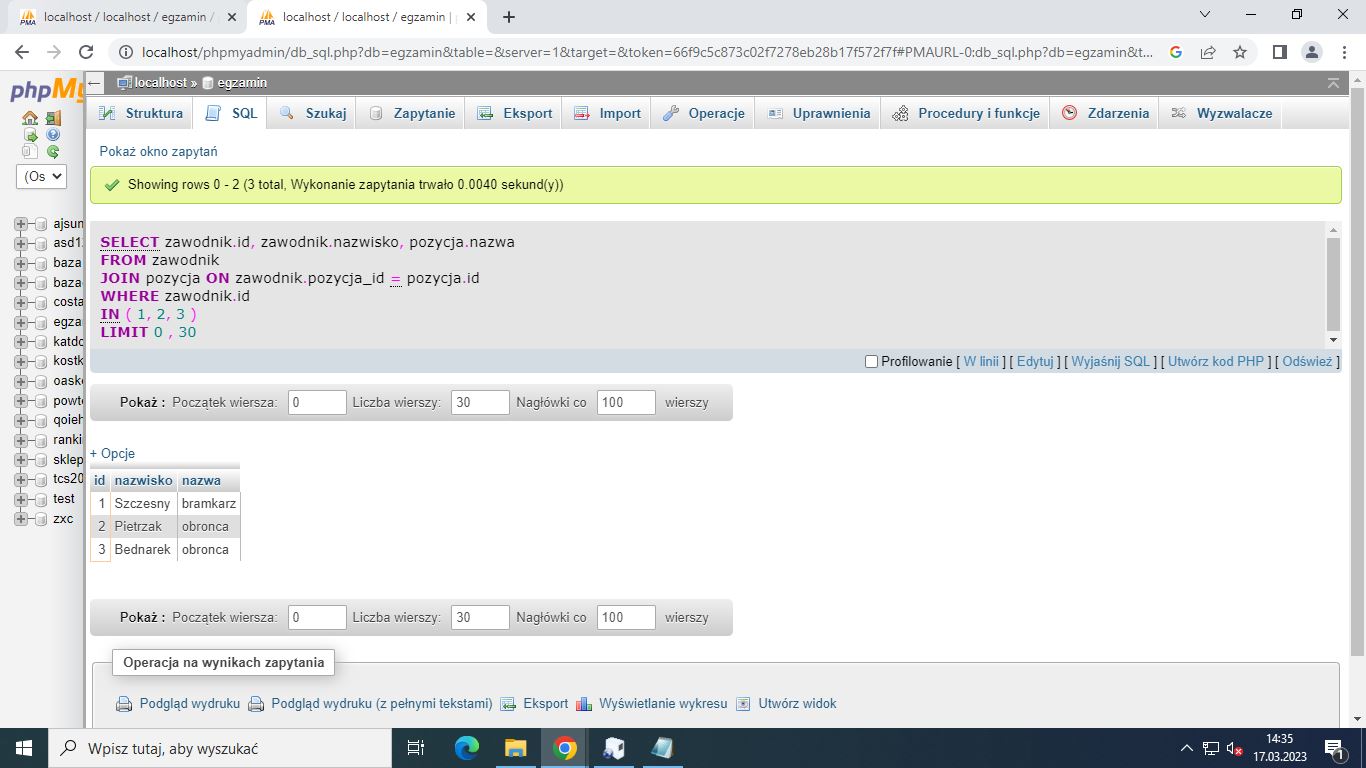 localhost / localhost / egzamin /
localhost / localhost / egzamin | p
localhost/phpmyadmin/db_sql.php?db=egzamin&table=&server=1&target=&token=66f9c5c873c02f7278eb28b17f572f7f#PMAURL-0:db_sql.php?db=egzamin&t...
phpMy
localhost » egzamin
Struktura SQL Szukaj Zapytanie Eksport Import Operacje Uprawnienia Procedury i funkcje Zdarzenia Wyzwalacze
(Os
ajsun
asd12
baza
baza
costa
egza
katdo
kostk
oask
powt
qoieh
ranki
sklep
tcs20
test
zxc
Pokaż okno zapytań
Showing rows 0 - 2 (3 total, Wykonanie zapytania trwało 0.0040 sekund(y))
SELECT zawodnik.id, zawodnik.nazwisko, pozycja.nazwa
FROM zawodnik
JOIN pozycja ON zawodnik.pozycja_id = pozycja.id
WHERE zawodnik.id
IN ( 1, 2, 3 )
LIMIT 0 , 30
Profilowanie [ W linii ] [ Edytuj ] [ Wyjaśnij SQL ] [ Utwórz kod PHP ] [ Odśwież ]
Pokaż : Początek wiersza: 0 Liczba wierszy: 30 Nagłówki co 100 wierszy
+ Opcje
id nazwisko nazwa
1 Szczesny bramkarz
2 Pietrzak obronca
3 Bednarek obronca
Pokaż : Początek wiersza: 0 Liczba wierszy: 30 Nagłówki co 100 wierszy
Operacja na wynikach zapytania
Podgląd wydruku Podgląd wydruku (z pełnymi tekstami) Eksport Wyświetlanie wykresu Utwórz widok
Wpisz tutaj, aby wyszukać
14:35
17.03.2023
1